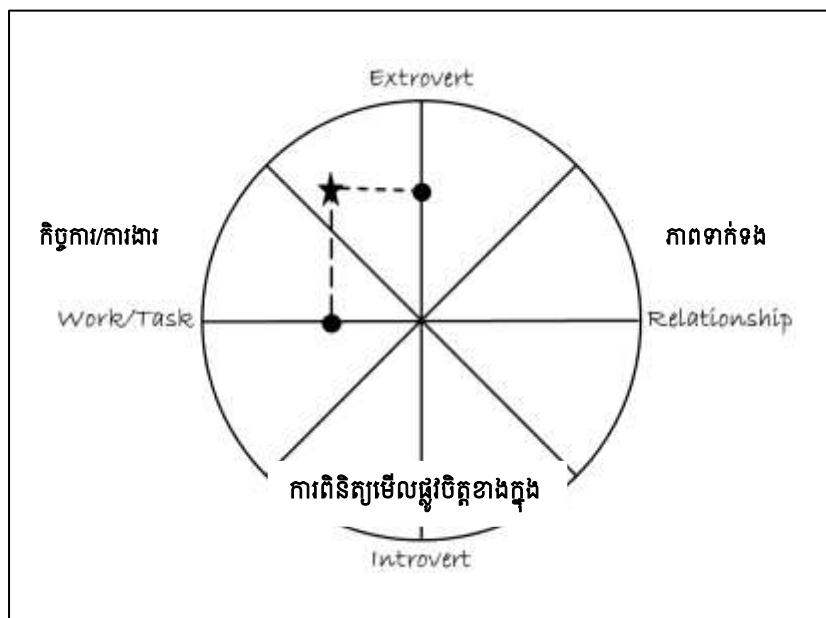 Extrovert
កិច្ចការ/ការងារ
ភាពទាក់ទង
Work/Task
Relationship
ការពិនិត្យមើលផ្លូវចិត្តខាងក្នុង
Introvert